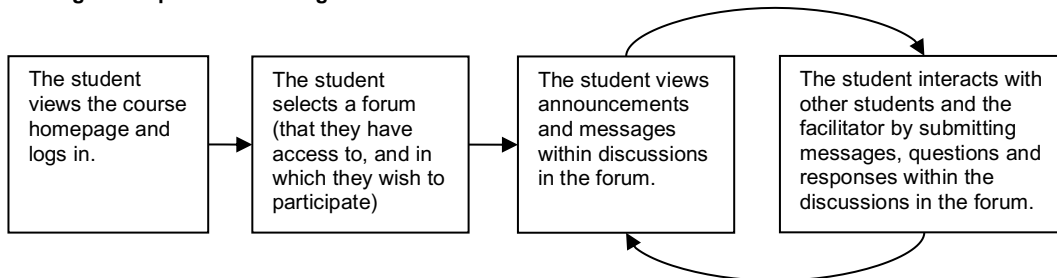 The student
views the course
homepage and
logs in.
The student
selects a forum
(that they have
access to, and in
which they wish to
participate)
The student views
announcements
and messages
within discussions
in the forum.
The student interacts with
other students and the
facilitator by submitting
messages, questions and
responses within the
discussions in the forum.